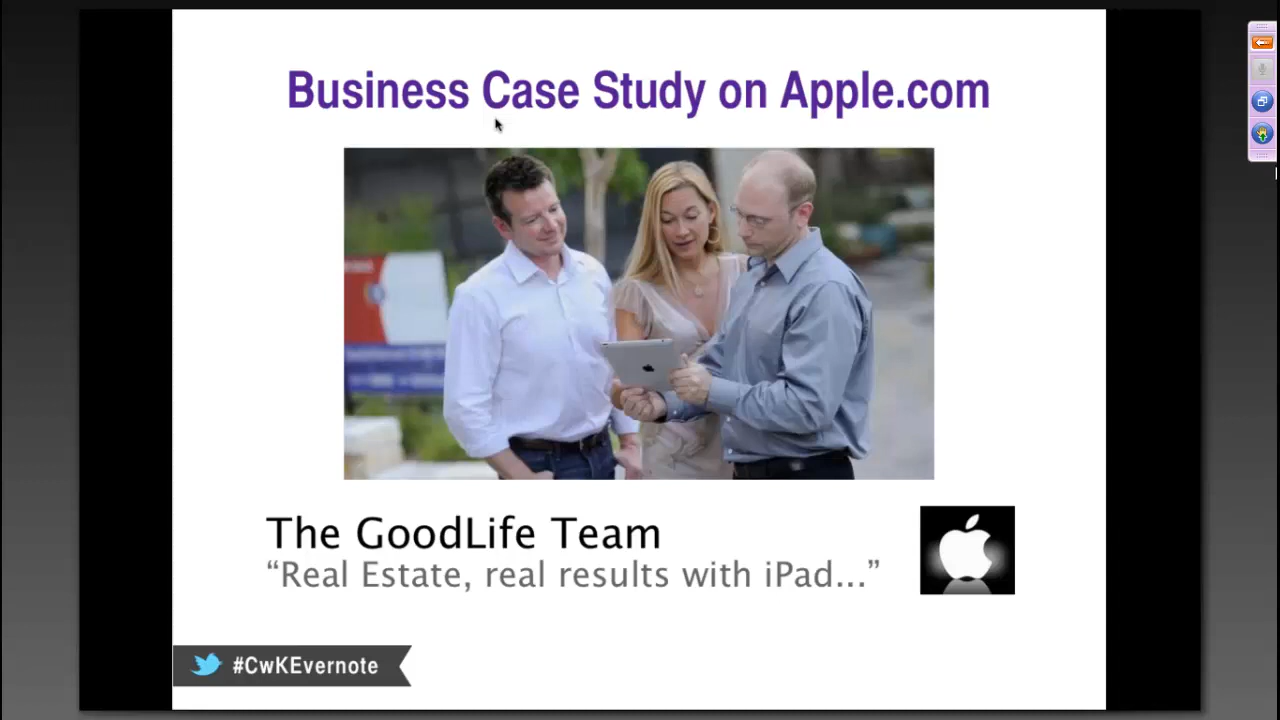 Business Case Study on Apple.com
The GoodLife Team
“Real Estate, real results with iPad...”
#CwKEvernote